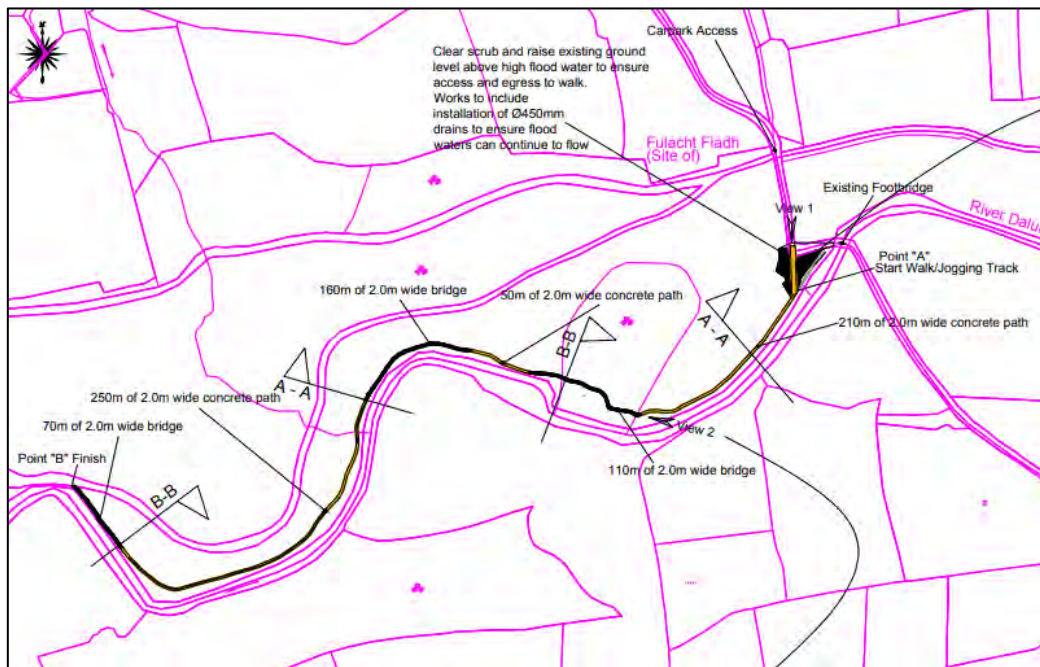 Carpark Access
Clear scrub and raise existing ground
level above high flood water to ensure
access and egress to walk.
Works to include
installation of Ø450mm
drains to ensure flood
waters can continue to flow
Fulacht Fiadh
(Site of)
Existing Footbridge
View 1
River Dalua
Point "A"
Start Walk/Jogging Track
160m of 2.0m wide bridge
50m of 2.0m wide concrete path
A - A
B-B
210m of 2.0m wide concrete path
A - A
250m of 2.0m wide concrete path
70m of 2.0m wide bridge
View 2
Point "B" Finish
110m of 2.0m wide bridge
B-B